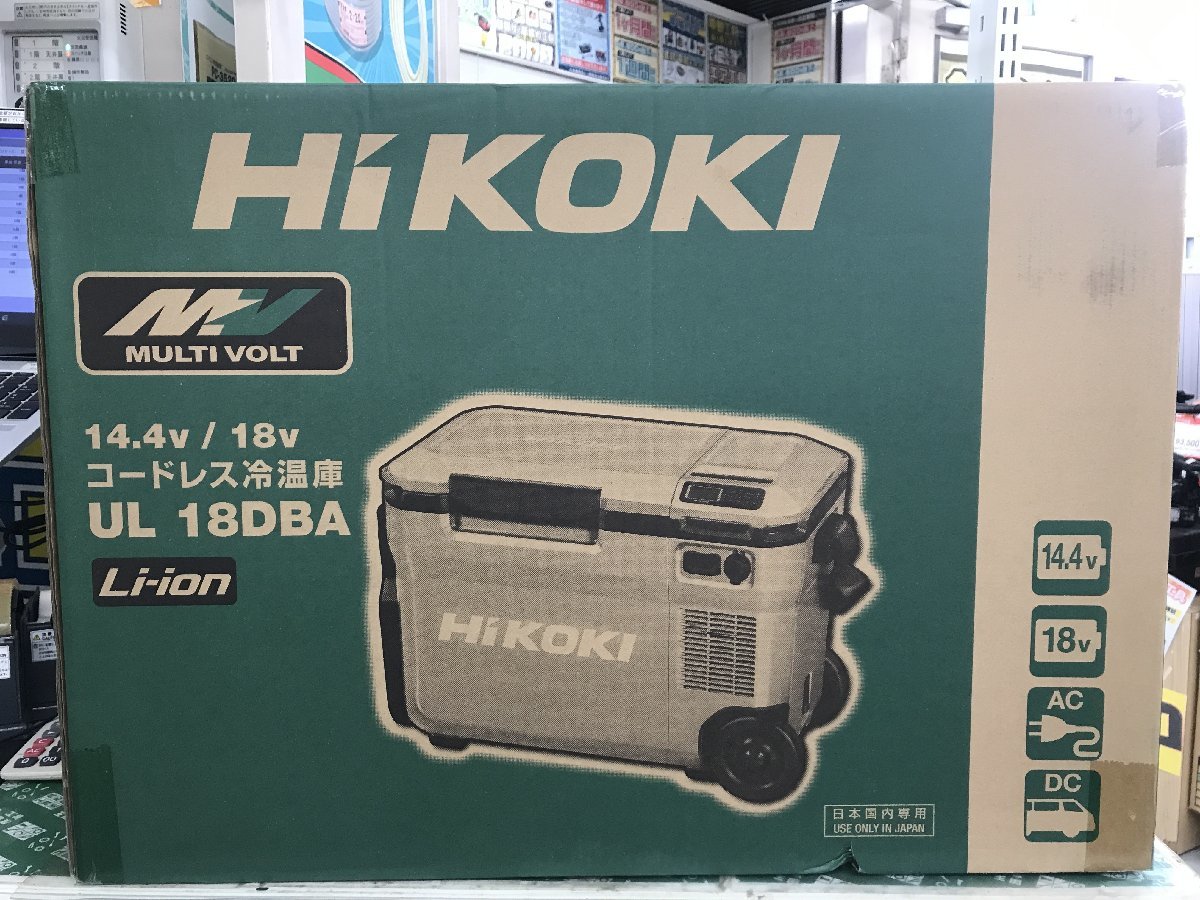 HiKOKI
MULTI VOLT
14.4v / 18v
コードレス冷温庫
UL 18DBA
Li-ion
HiKOKI
14.4v
18v
AC
DC
日本国内専用
USE ONLY IN JAPAN